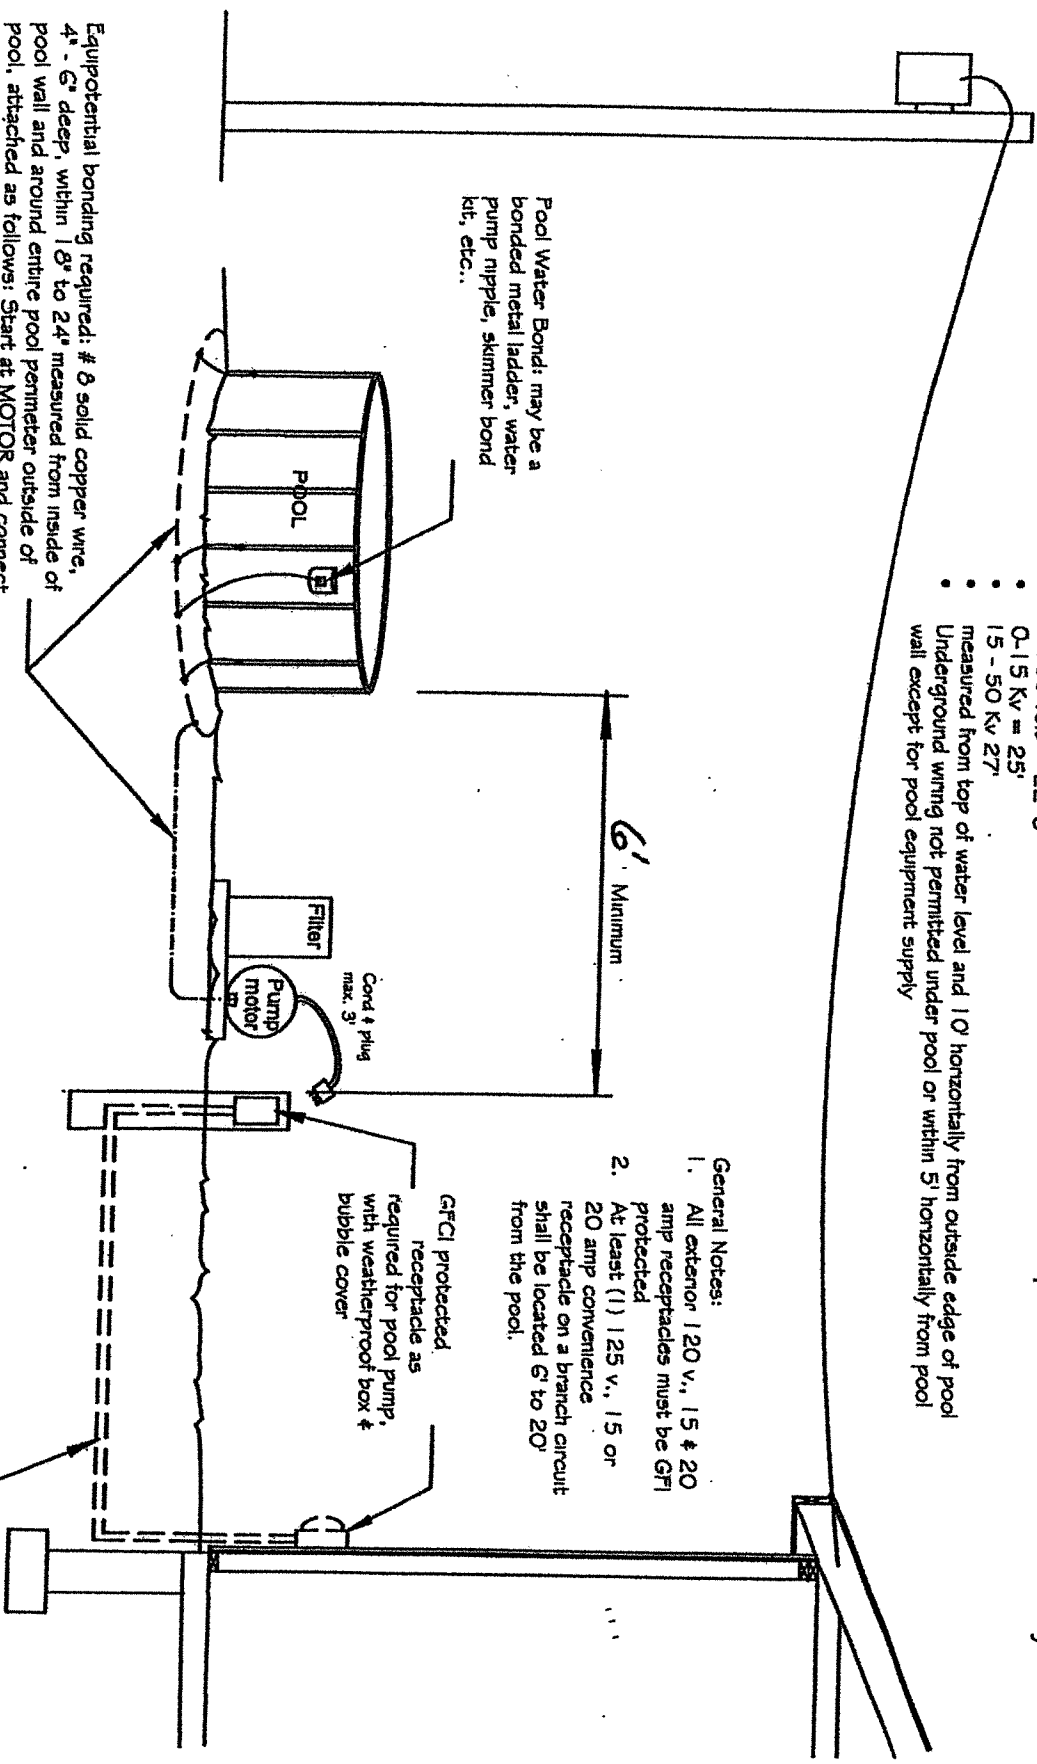 • 0-15 Kv = 25'
• 15 - 50 Kv 27'
• measured from top of water level and 10' horizontally from outside edge of pool
• Underground wiring not permitted under pool or within 5' horizontally from pool
wall except for pool equipment supply
Pool Water Bond: may be a
bonded metal ladder, water
pump nipple, skimmer bond
kit, etc..
6' Minimum
General Notes:
1. All exterior 120 v., 15 & 20
amp receptacles must be GFI
protected
2. At least (1) 125 v., 15 or
20 amp convenience
receptacle on a branch circuit
shall be located 6' to 20'
from the pool.
POOL
Filter
Pump
motor
Cord & plug
max. 3'
GFCI protected
receptacle as
required for pool pump,
with weatherproof box &
bubble cover
Equipotential bonding required: # 8 solid copper wire,
4" - 6" deep, within 18" to 24" measured from inside of
pool wall and around entire pool perimeter outside of
pool, attached as follows: Start at MOTOR and connect